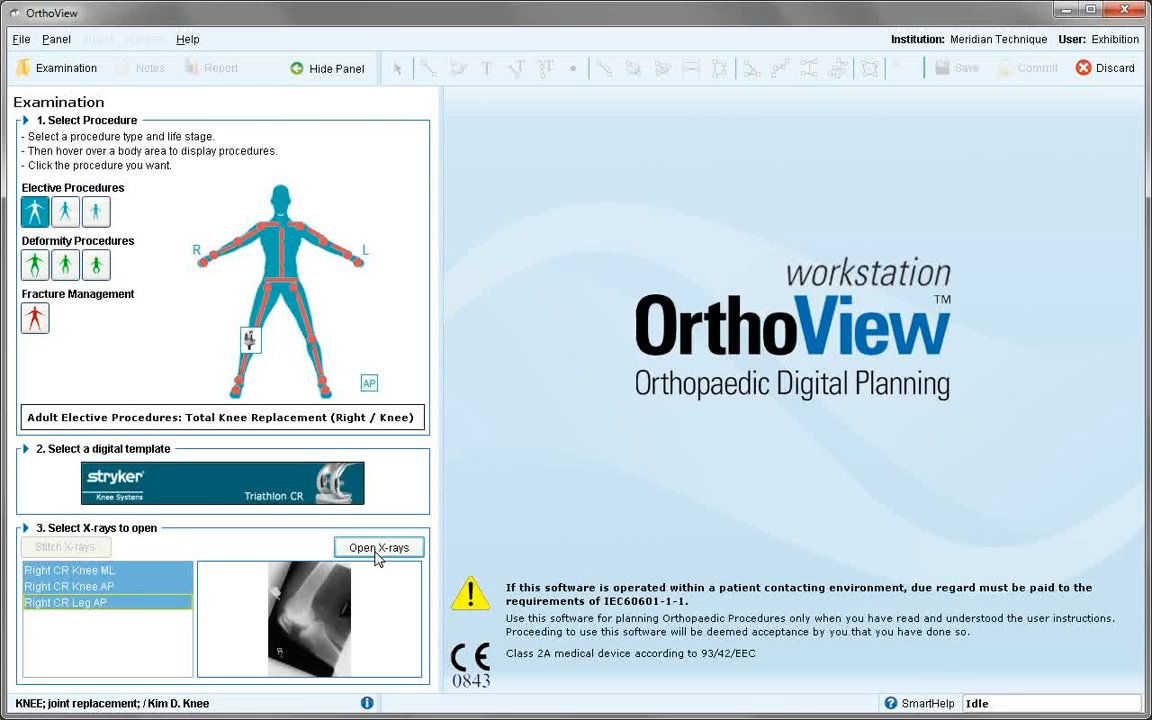 OrthoView
File Panel Help
Institution: Meridian Technique User: Exhibition
Examination Notes Report Hide Panel Save Commit Discard
Examination
1. Select Procedure
- Select a procedure type and life stage.
- Then hover over a body area to display procedures.
- Click the procedure you want.
Elective Procedures
Deformity Procedures
Fracture Management
R
L
AP
Adult Elective Procedures: Total Knee Replacement (Right / Knee)
2. Select a digital template
stryker
Knee Systems
Triathlon CR
3. Select X-rays to open
Stitch X-rays
Open X-rays
Right CR Knee ML
Right CR Knee AP
Right CR Leg AP
workstation
OrthoView™
Orthopaedic Digital Planning
If this software is operated within a patient contacting environment, due regard must be paid to the
requirements of IEC60601-1-1.
Use this software for planning Orthopaedic Procedures only when you have read and understood the user instructions.
Proceeding to use this software will be deemed acceptance by you that you have done so.
CE
0843
Class 2A medical device according to 93/42/EEC
KNEE; joint replacement; / Kim D. Knee
SmartHelp
Idle